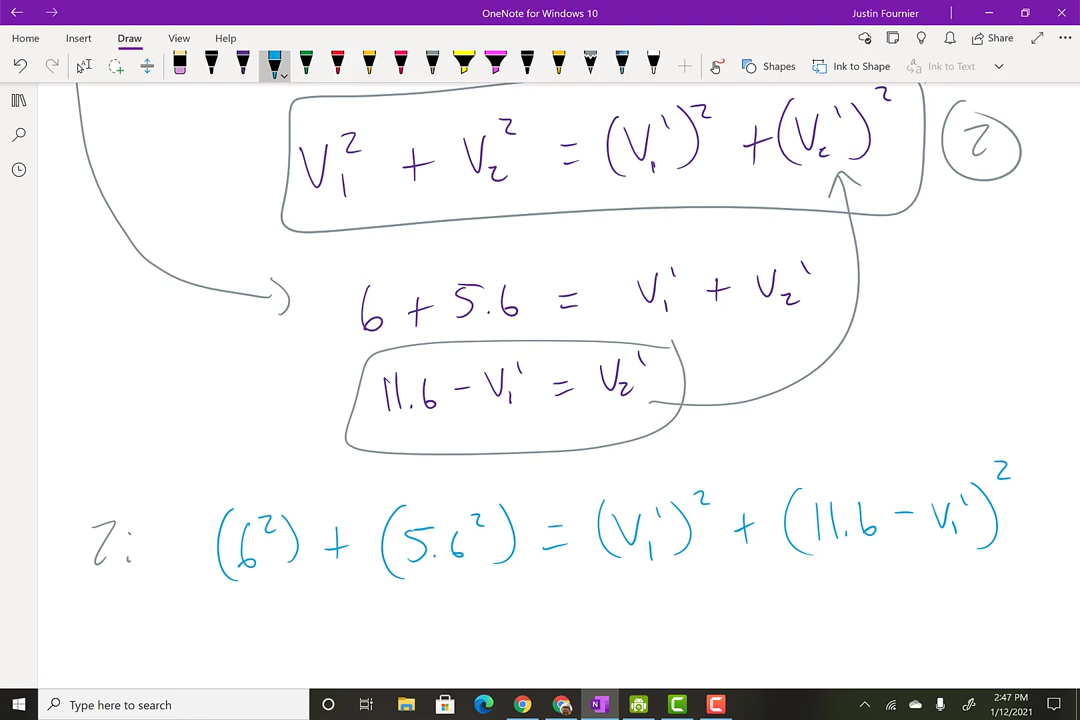 OneNote for Windows 10
Justin Fournier
Home Insert Draw View Help
Share
Shapes Ink to Shape Ink to Text
V₁² + V₂² = (V₁')² + (V₂')² 2
6 + 5.6 = V₁' + V₂'
11.6 - V₁' = V₂'
2: (6²) + (5.6²) = (V₁')² + (11.6 - V₁')²
Type here to search
2:47 PM
1/12/2021